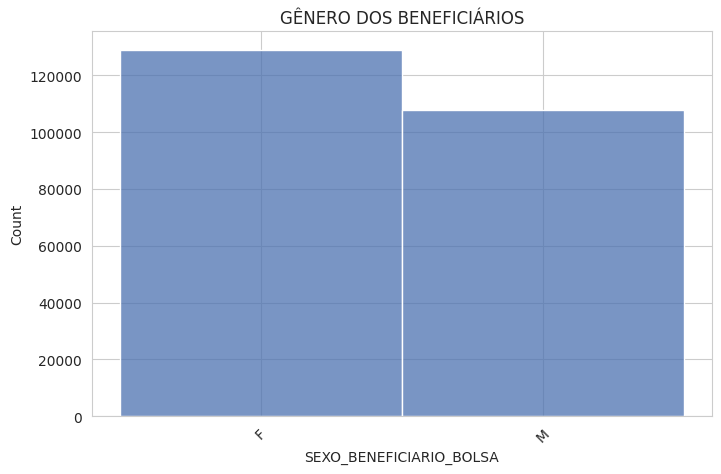 GÊNERO DOS BENEFICIÁRIOS
120000
100000
80000
60000
40000
20000
0
Count
F
M
SEXO_BENEFICIARIO_BOLSA